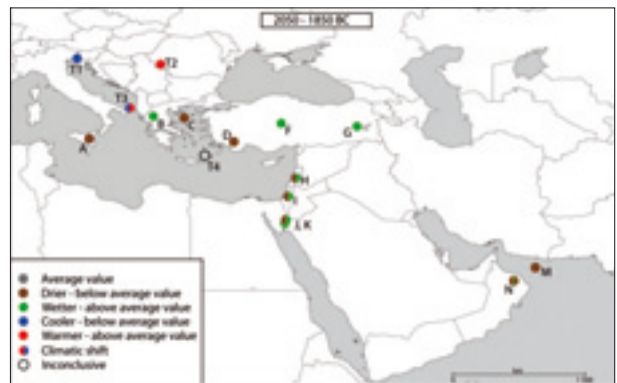 2050 - 1850 BC
T1
T2
T3
B
C
D
A
T4
F
G
H
I
J, K
M
N
Average value
Drier - below average value
Wetter - above average value
Cooler - below average value
Warmer - above average value
Climatic shift
Inconclusive